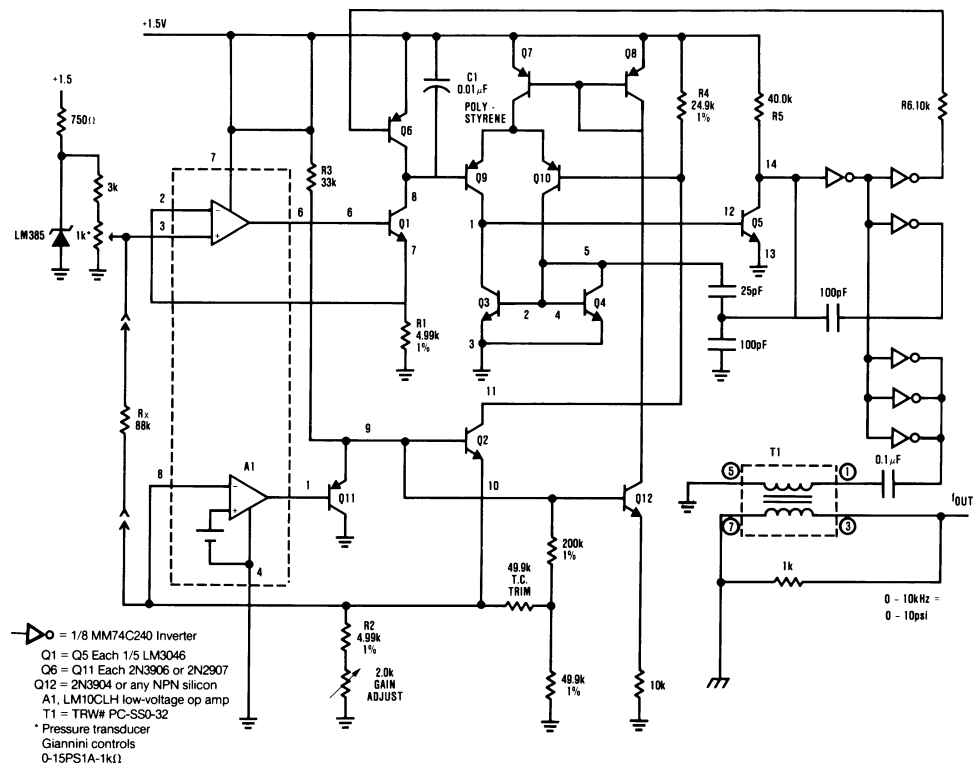 +1.5V
+1.5
750Ω
3k
1k*
LM385
Rx
88k
7
2
3
6
6
8
7
A1
8
1
4
R3
33k
Q6
Q1
R1
4.99k
1%
C1
0.01µF
POLY -
STYRENE
Q7
Q8
Q9
Q10
1
5
Q3
2
4
Q4
3
R4
24.9k
1%
40.0k
R5
R6.10k
14
12
Q5
13
25pF
100pF
100pF
11
9
Q2
10
Q11
Q12
200k
1%
49.9k
T.C.
TRIM
R2
4.99k
1%
2.0k
GAIN
ADJUST
49.9k
1%
10k
T1
5
1
7
3
0.1µF
fOUT
1k
0 - 10kHz =
0 - 10psi
= 1/8 MM74C240 Inverter
Q1 = Q5 Each 1/5 LM3046
Q6 = Q11 Each 2N3906 or 2N2907
Q12 = 2N3904 or any NPN silicon
A1, LM10CLH low-voltage op amp
T1 = TRW# PC-SS0-32
* Pressure transducer
Giannini controls
0-15PS1A-1kΩ